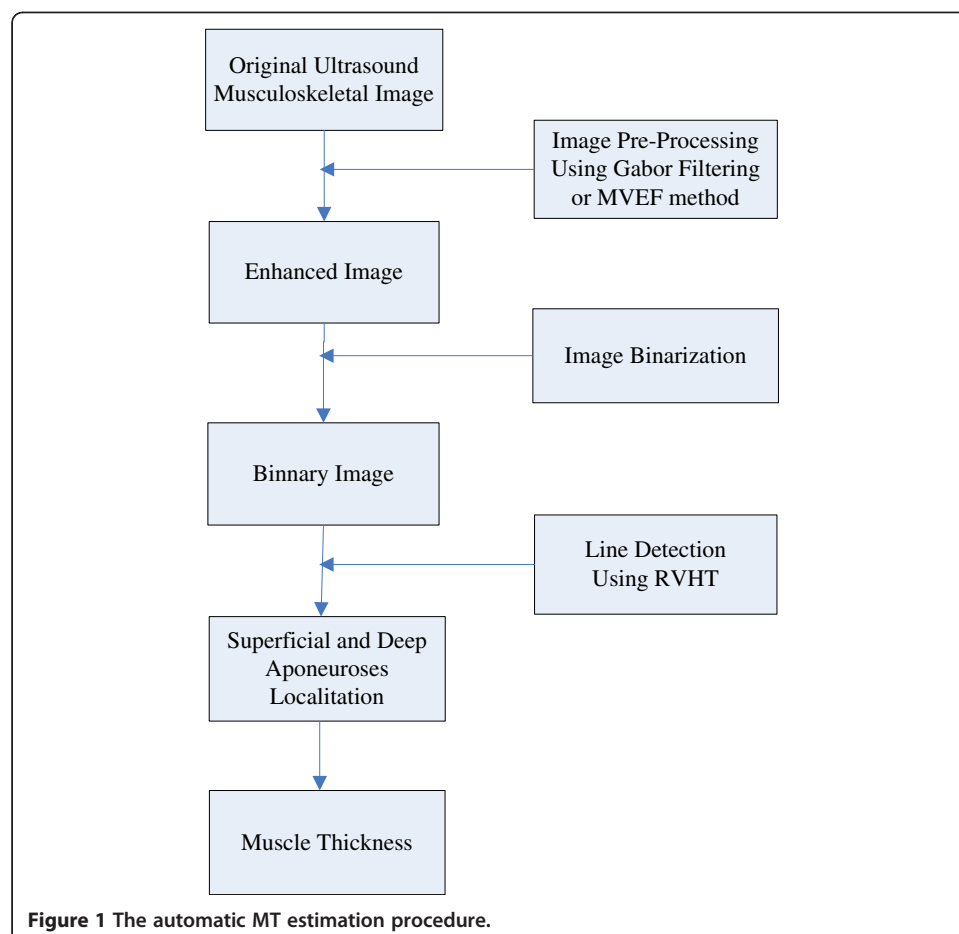 Original Ultrasound
Musculoskeletal Image
Image Pre-Processing
Using Gabor Filtering
or MVEF method
Enhanced Image
Image Binarization
Binnary Image
Line Detection
Using RVHT
Superficial and Deep
Aponeuroses
Localitation
Muscle Thickness
Figure 1 The automatic MT estimation procedure.